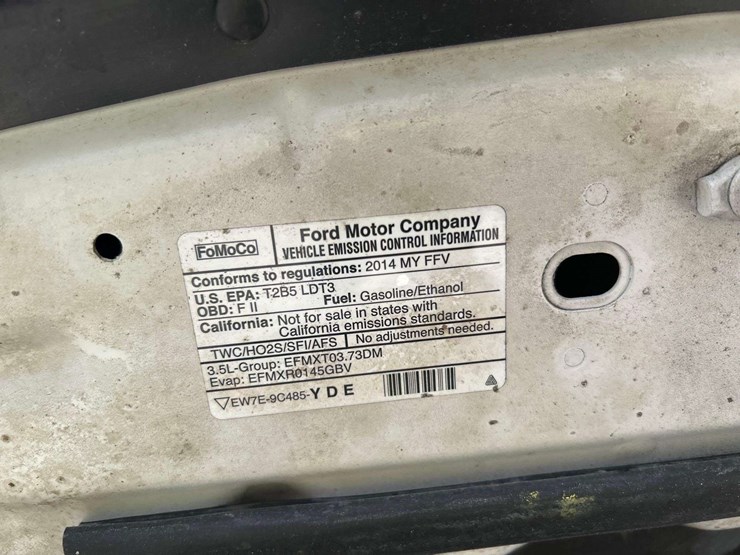 FoMoCo
Ford Motor Company
VEHICLE EMISSION CONTROL INFORMATION
Conforms to regulations: 2014 MY FFV
U.S. EPA: T2B5 LDT3
OBD: F II Fuel: Gasoline/Ethanol
California: Not for sale in states with
California emissions standards.
TWC/HO2S/SFI/AFS No adjustments needed.
3.5L-Group: EFMXT03.73DM
Evap: EFMXR0145GBV
EW7E-9C485-Y D E